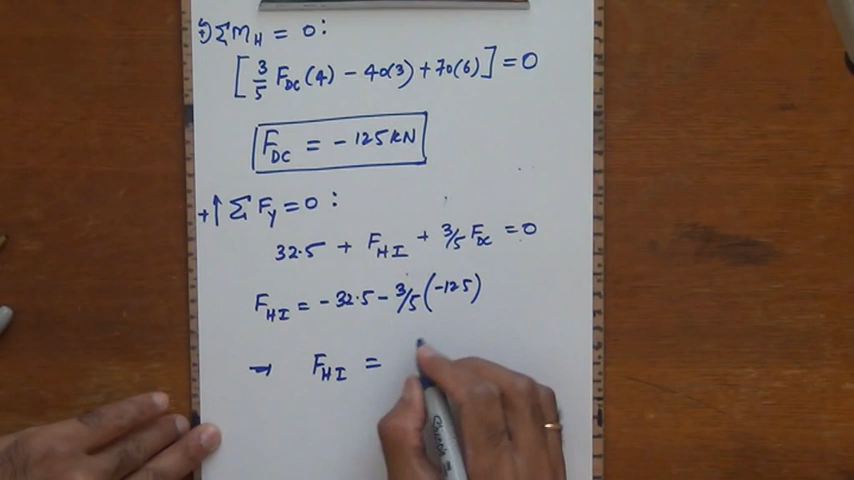 ↺ΣM_H = 0 :
[ 3/5 F_DC (4) − 40(3) + 70(6) ] = 0
F_DC = − 125 kN
+↑ ΣF_y = 0 :
32.5 + F_HI + 3/5 F_DC = 0
F_HI = − 32.5 − 3/5 (−125)
→ F_HI =